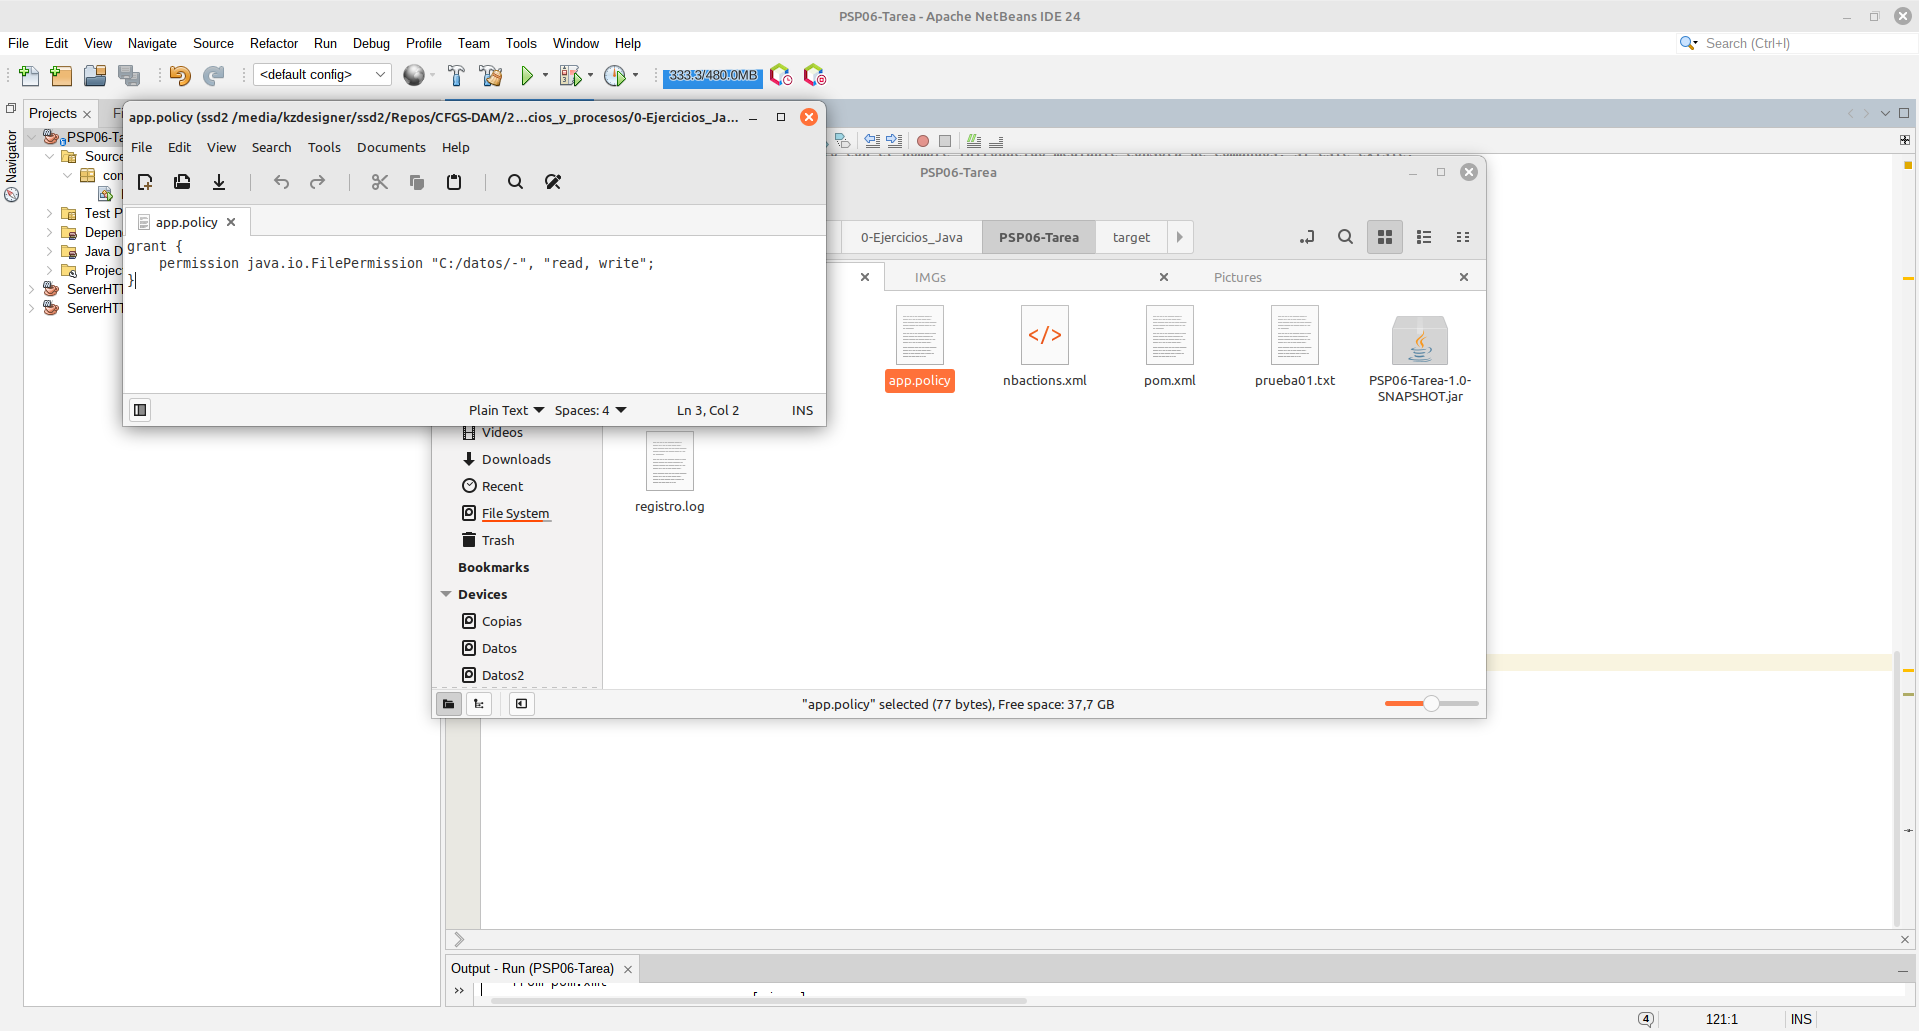 PSP06-Tarea - Apache NetBeans IDE 24
File Edit View Navigate Source Refactor Run Debug Profile Team Tools Window Help
Search (Ctrl+I)
<default config>
333.3/480.0MB
Projects
Navigator
PSP06-Ta
Source
con
Test P
Depen
Java D
Projec
ServerHTT
ServerHTT
app.policy (ssd2 /media/kzdesigner/ssd2/Repos/CFGS-DAM/2...cios_y_procesos/0-Ejercicios_Ja...
File Edit View Search Tools Documents Help
app.policy
grant {
    permission java.io.FilePermission "C:/datos/-", "read, write";
}
Plain Text Spaces: 4 Ln 3, Col 2 INS
PSP06-Tarea
0-Ejercicios_Java PSP06-Tarea target
IMGs Pictures
app.policy
nbactions.xml
pom.xml
prueba01.txt
PSP06-Tarea-1.0-
SNAPSHOT.jar
registro.log
Videos
Downloads
Recent
File System
Trash
Bookmarks
Devices
Copias
Datos
Datos2
"app.policy" selected (77 bytes), Free space: 37,7 GB
Output - Run (PSP06-Tarea)
from pom.xml
4 121:1 INS